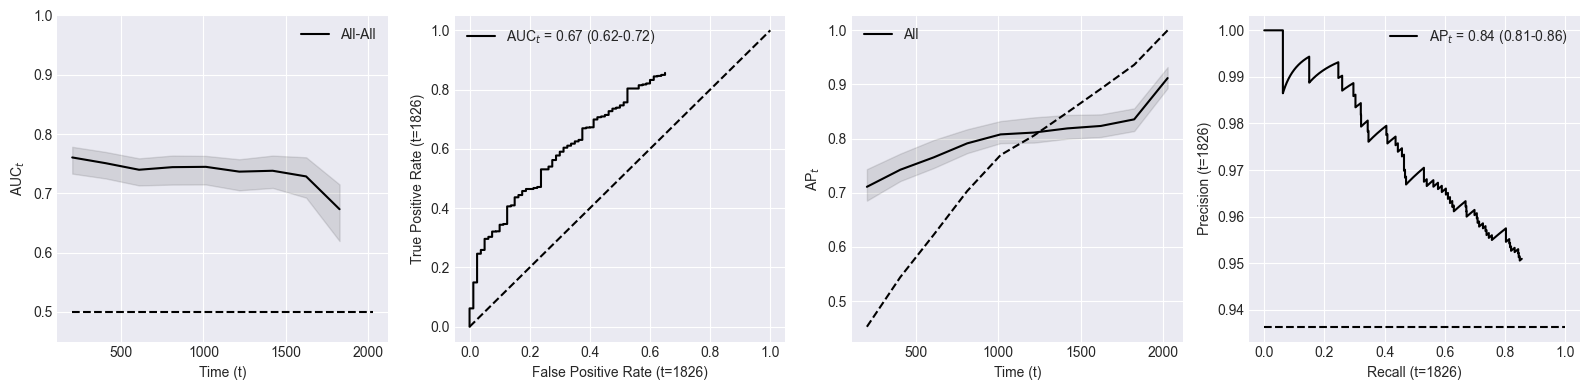 1.0
0.9
0.8
0.7
0.6
0.5
AUCt
500 1000 1500 2000
Time (t)
All-All
1.0
0.8
0.6
0.4
0.2
0.0
True Positive Rate (t=1826)
0.0 0.2 0.4 0.6 0.8 1.0
False Positive Rate (t=1826)
AUCt = 0.67 (0.62-0.72)
1.0
0.9
0.8
0.7
0.6
0.5
APt
500 1000 1500 2000
Time (t)
All
1.00
0.99
0.98
0.97
0.96
0.95
0.94
Precision (t=1826)
0.0 0.2 0.4 0.6 0.8 1.0
Recall (t=1826)
APt = 0.84 (0.81-0.86)